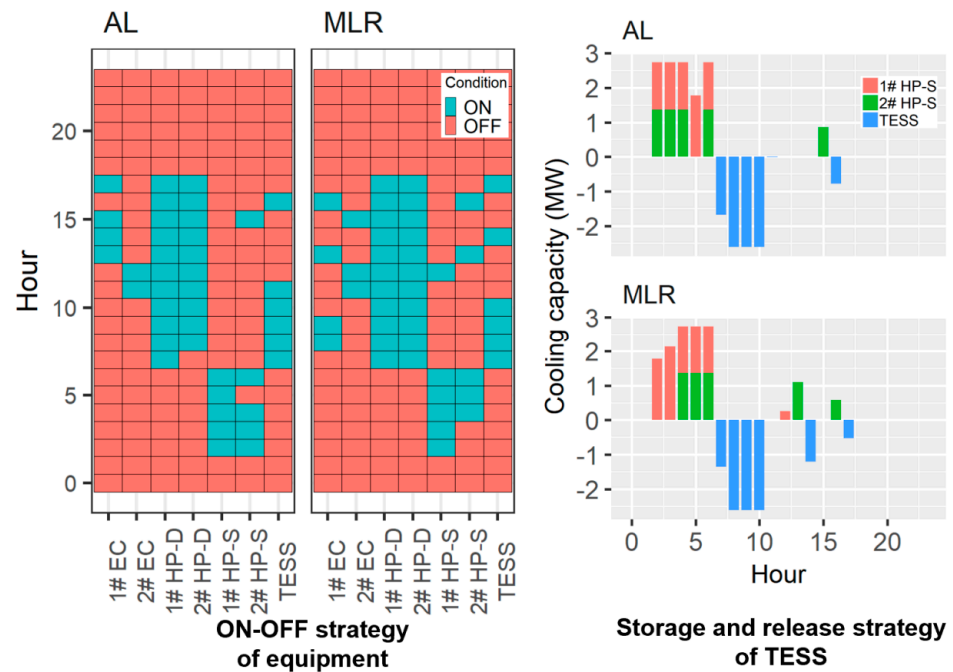 AL
MLR
Condition
ON
OFF
Hour
20
15
10
5
0
1# EC
2# EC
1# HP-D
2# HP-D
1# HP-S
2# HP-S
TESS
1# EC
2# EC
1# HP-D
2# HP-D
1# HP-S
2# HP-S
TESS
ON-OFF strategy
of equipment
AL
3
2
1
0
-1
-2
1# HP-S
2# HP-S
TESS
Cooling capacity (MW)
MLR
3
2
1
0
-1
-2
0 5 10 15 20
Hour
Storage and release strategy
of TESS